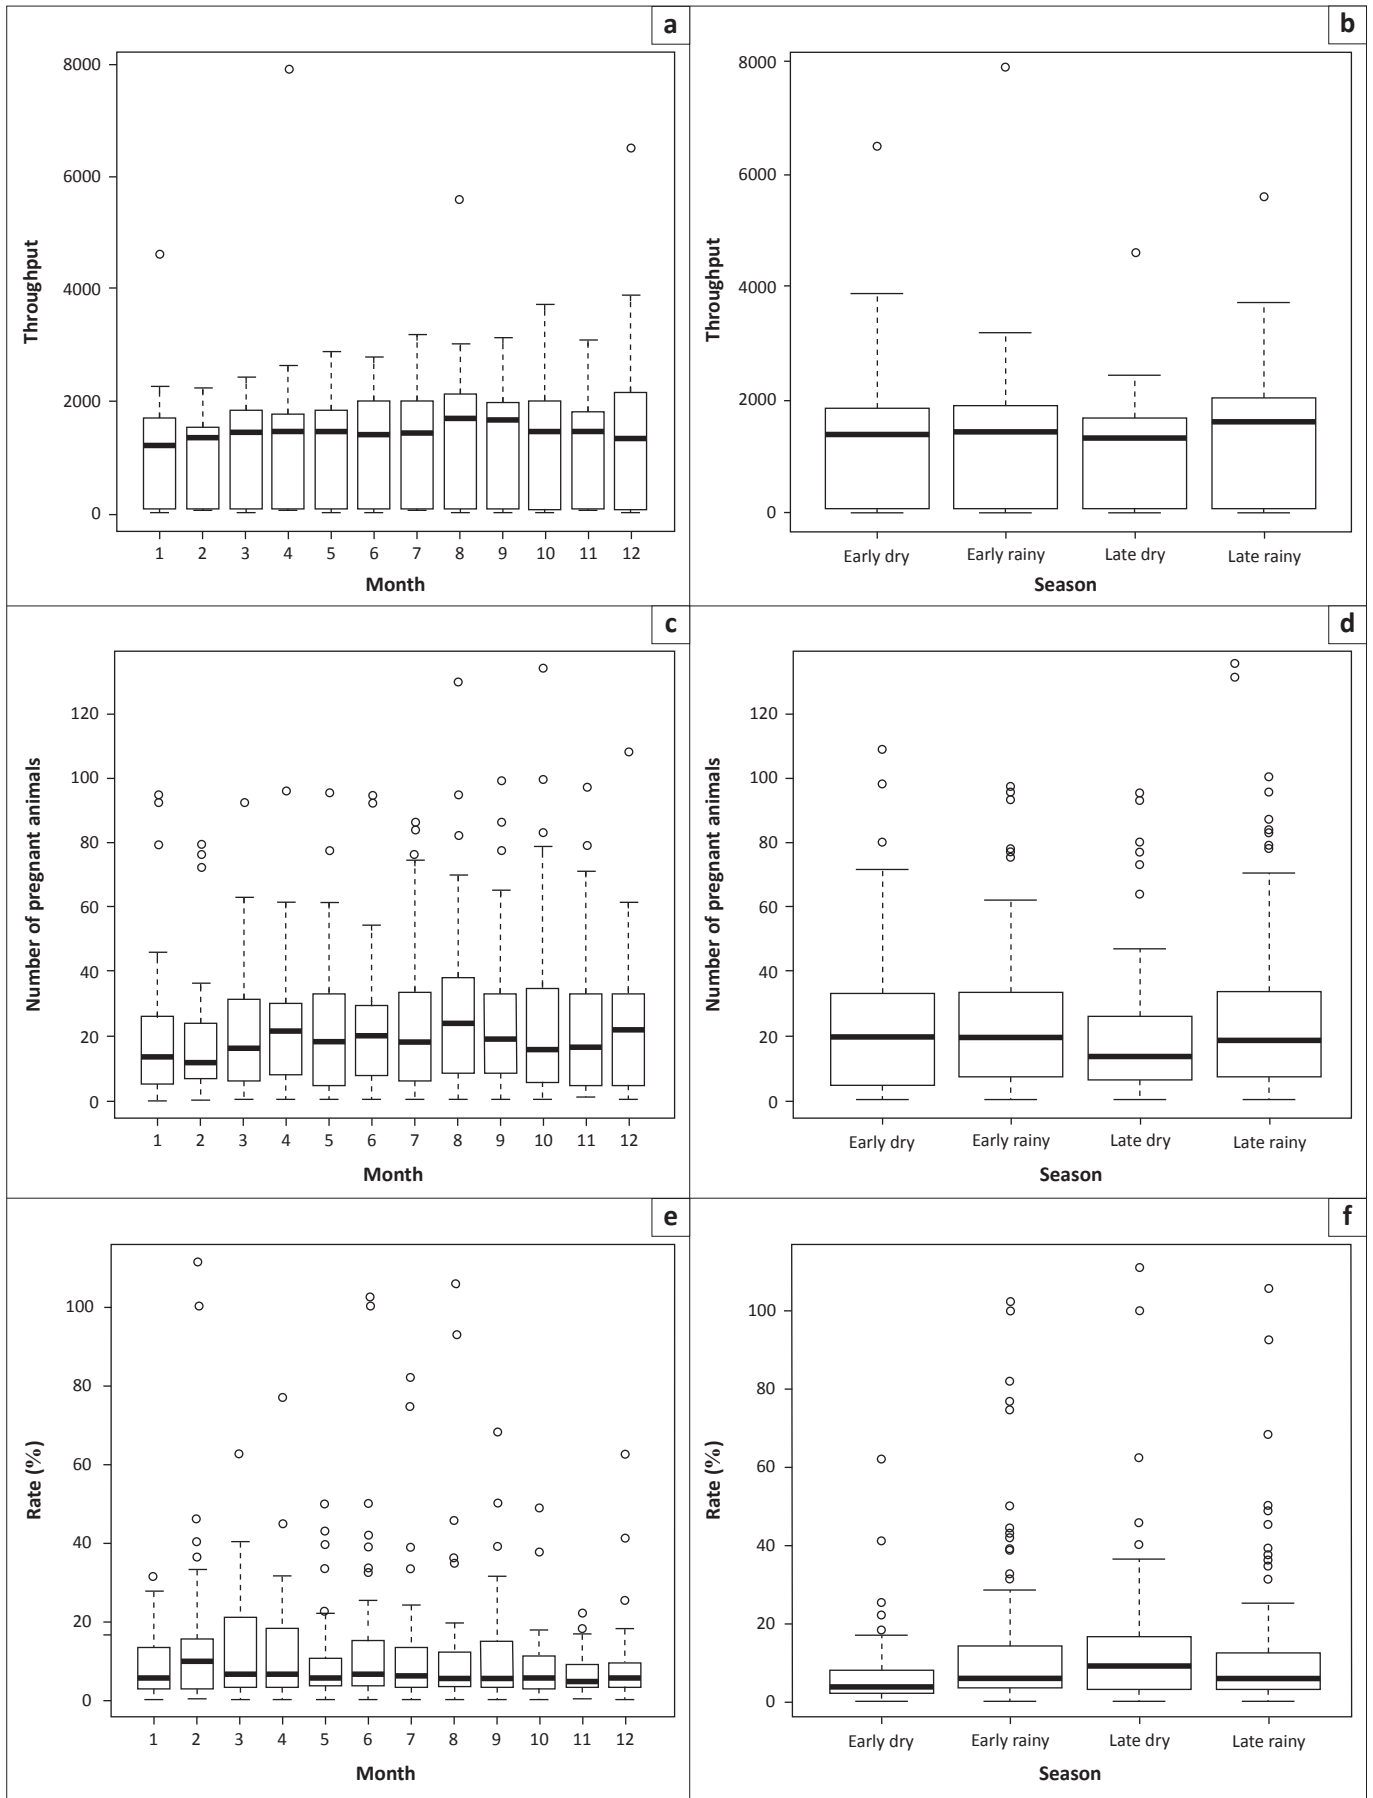 a
8000
6000
4000
2000
0
Throughput
1 2 3 4 5 6 7 8 9 10 11 12
Month
b
8000
6000
4000
2000
0
Throughput
Early dry Early rainy Late dry Late rainy
Season
c
120
100
80
60
40
20
0
Number of pregnant animals
1 2 3 4 5 6 7 8 9 10 11 12
Month
d
120
100
80
60
40
20
0
Number of pregnant animals
Early dry Early rainy Late dry Late rainy
Season
e
100
80
60
40
20
0
Rate (%)
1 2 3 4 5 6 7 8 9 10 11 12
Month
f
100
80
60
40
20
0
Rate (%)
Early dry Early rainy Late dry Late rainy
Season